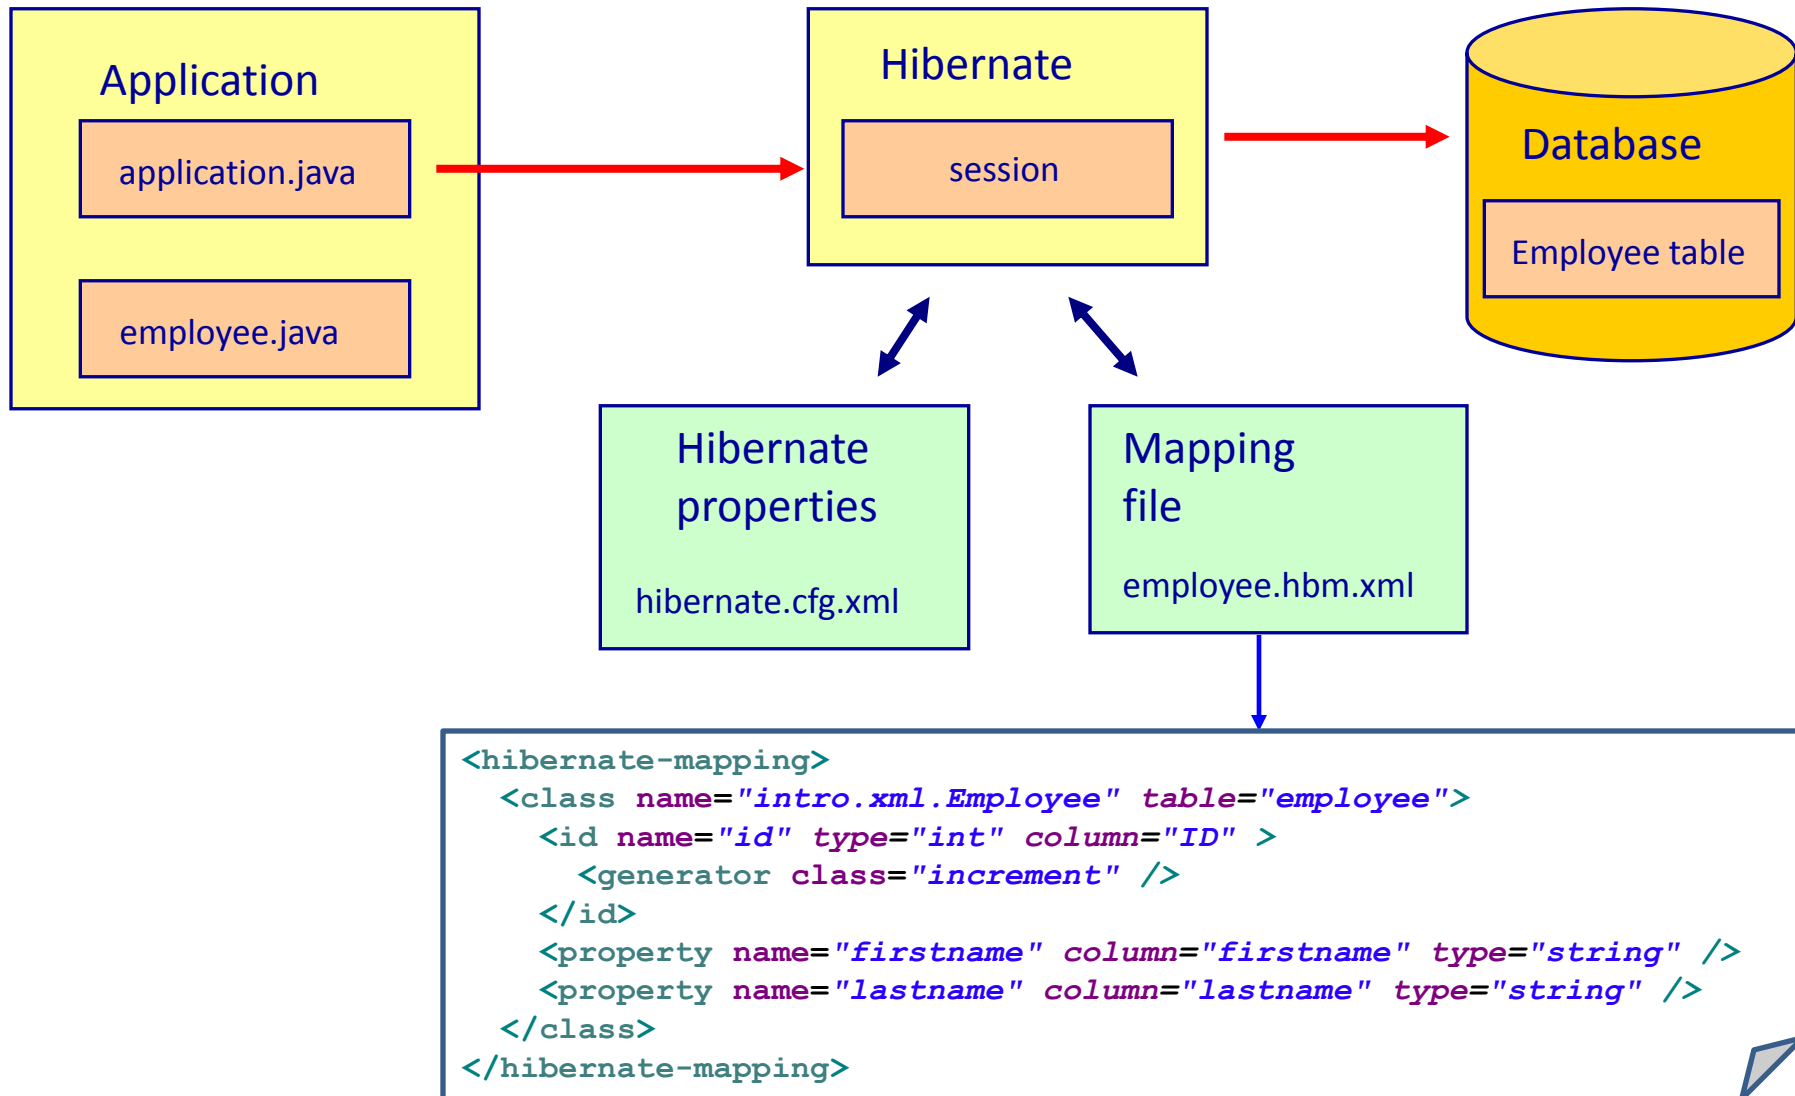 Application
application.java
employee.java
Hibernate
session
Database
Employee table
Hibernate
properties
hibernate.cfg.xml
Mapping
file
employee.hbm.xml
<hibernate-mapping>
  <class name="intro.xml.Employee" table="employee">
    <id name="id" type="int" column="ID" >
      <generator class="increment" />
    </id>
    <property name="firstname" column="firstname" type="string" />
    <property name="lastname" column="lastname" type="string" />
  </class>
</hibernate-mapping>